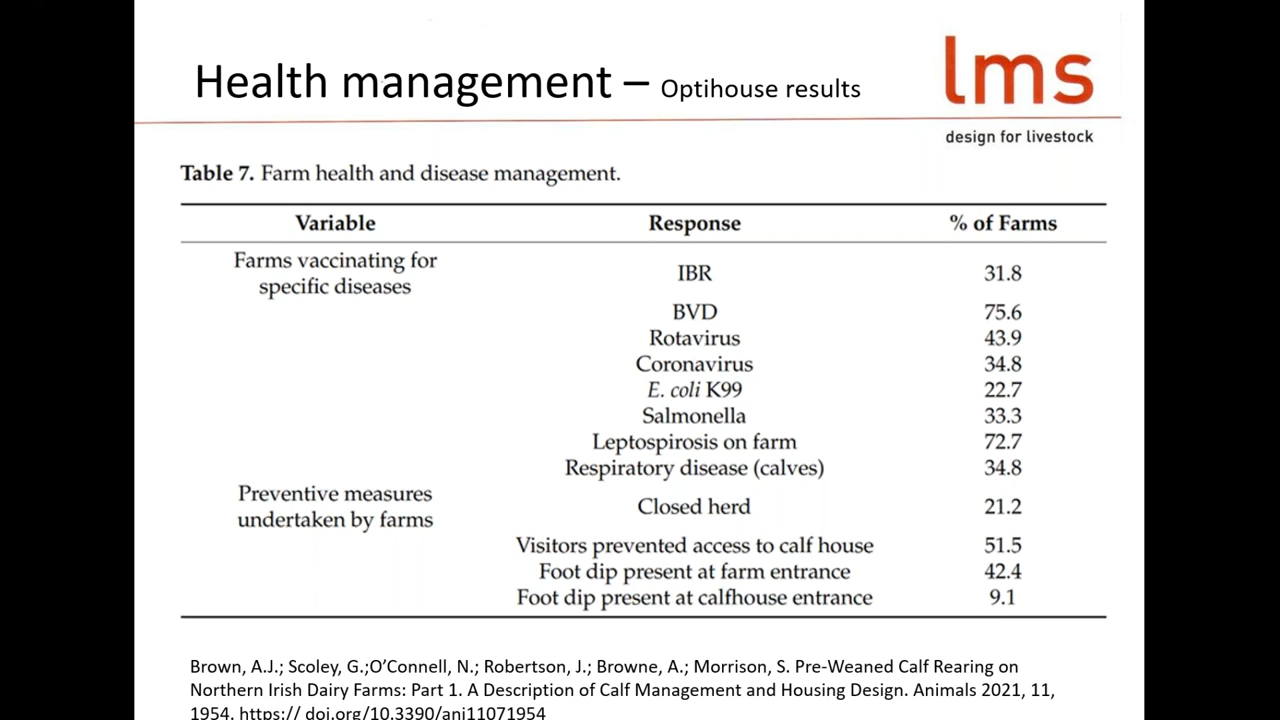 Health management – Optihouse results
lms
design for livestock
Table 7. Farm health and disease management.
Variable Response % of Farms
Farms vaccinating for
specific diseases
IBR 31.8
BVD 75.6
Rotavirus 43.9
Coronavirus 34.8
E. coli K99 22.7
Salmonella 33.3
Leptospirosis on farm 72.7
Respiratory disease (calves) 34.8
Preventive measures
undertaken by farms
Closed herd 21.2
Visitors prevented access to calf house 51.5
Foot dip present at farm entrance 42.4
Foot dip present at calfhouse entrance 9.1
Brown, A.J.; Scoley, G.;O’Connell, N.; Robertson, J.; Browne, A.; Morrison, S. Pre-Weaned Calf Rearing on
Northern Irish Dairy Farms: Part 1. A Description of Calf Management and Housing Design. Animals 2021, 11,
1954. https:// doi.org/10.3390/ani11071954